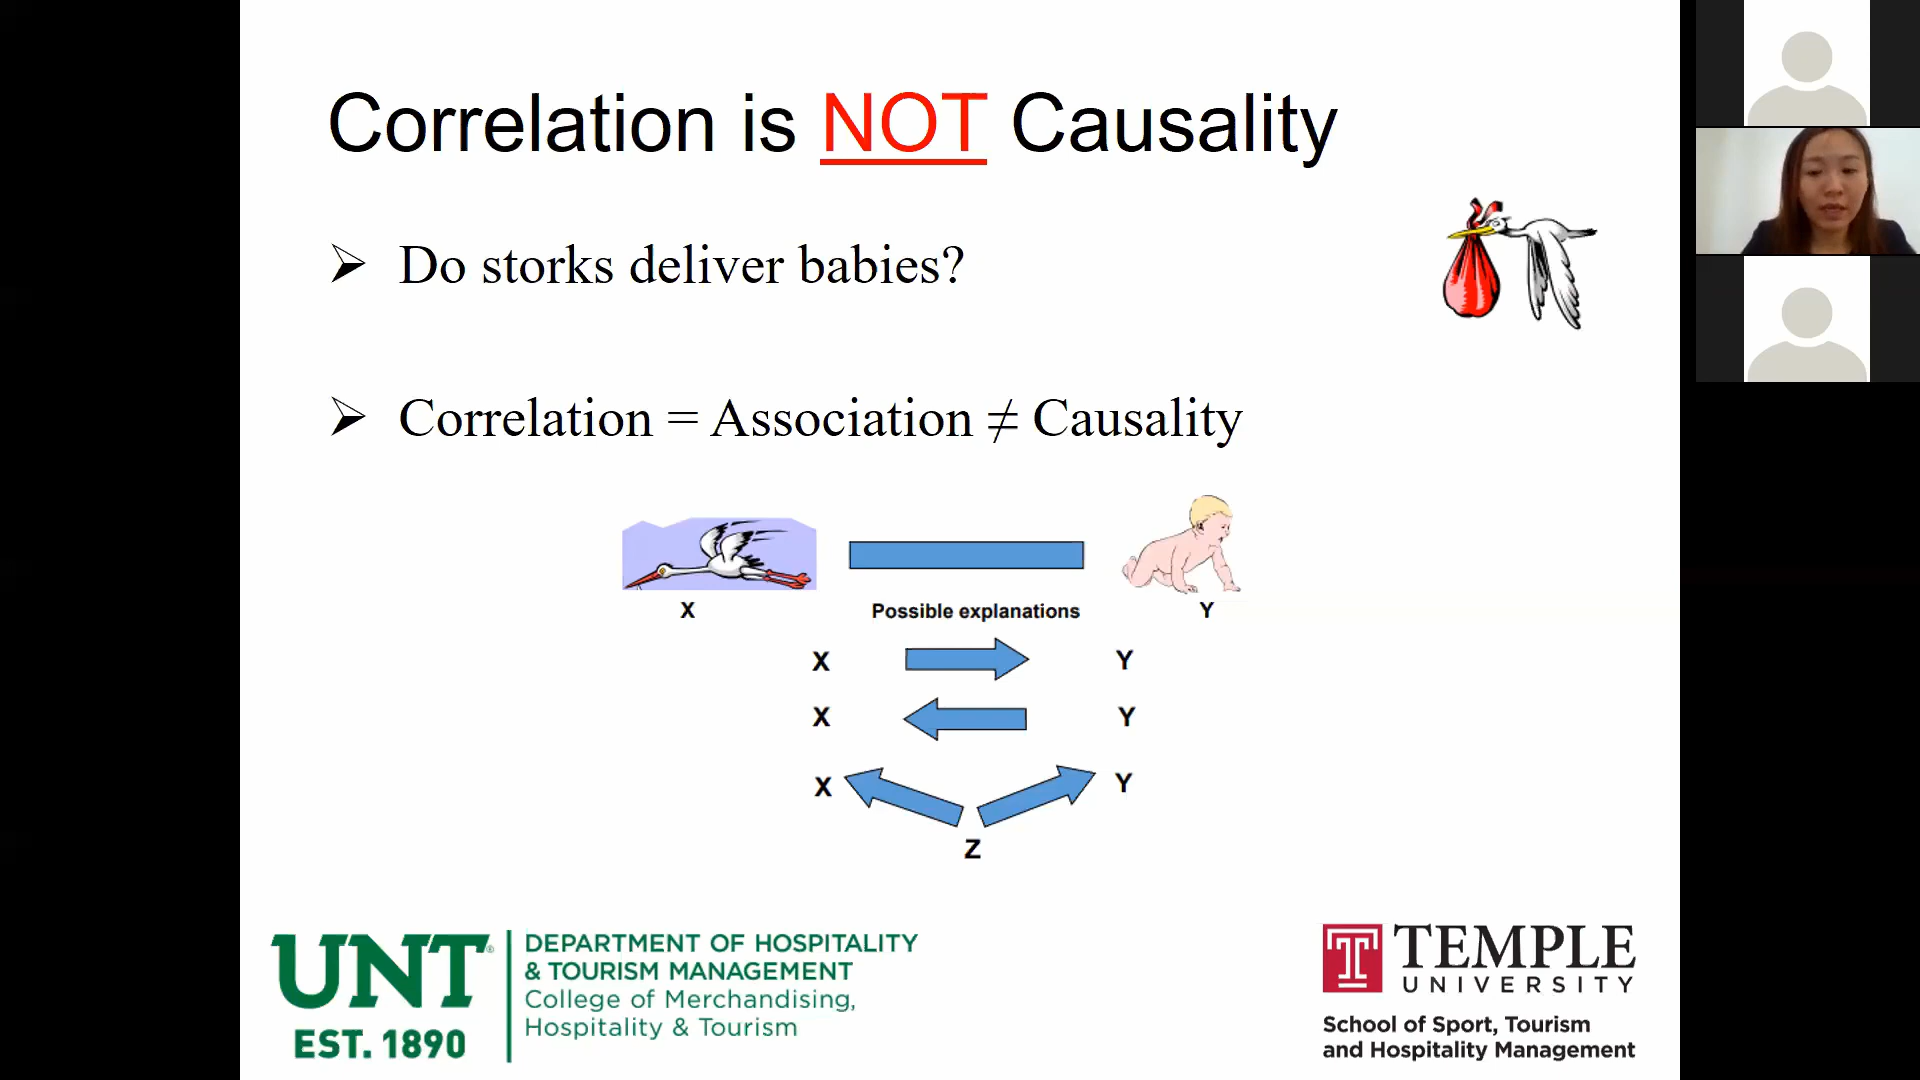 Correlation is NOT Causality
➢ Do storks deliver babies?
➢ Correlation = Association ≠ Causality
X Possible explanations Y
X Y
X Y
X Y
Z
UNT®
EST. 1890
DEPARTMENT OF HOSPITALITY
& TOURISM MANAGEMENT
College of Merchandising,
Hospitality & Tourism
T TEMPLE
UNIVERSITY
School of Sport, Tourism
and Hospitality Management